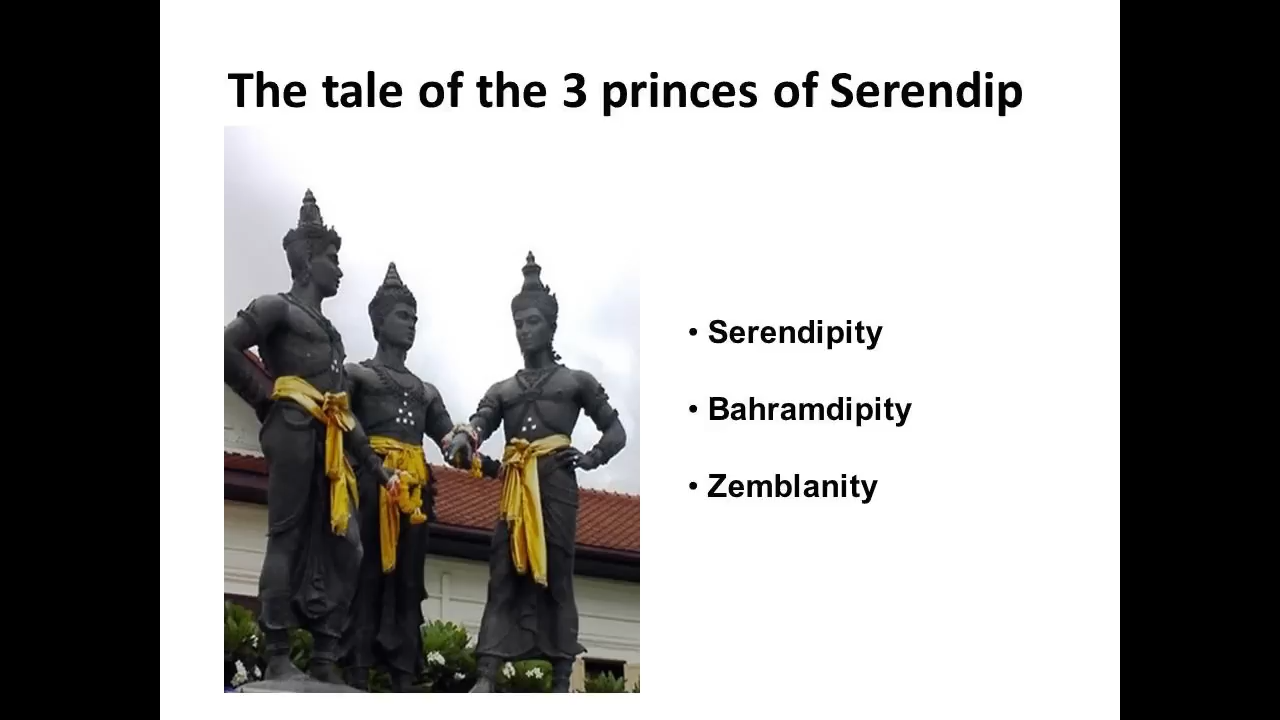 The tale of the 3 princes of Serendip
• Serendipity
• Bahramdipity
• Zemblanity